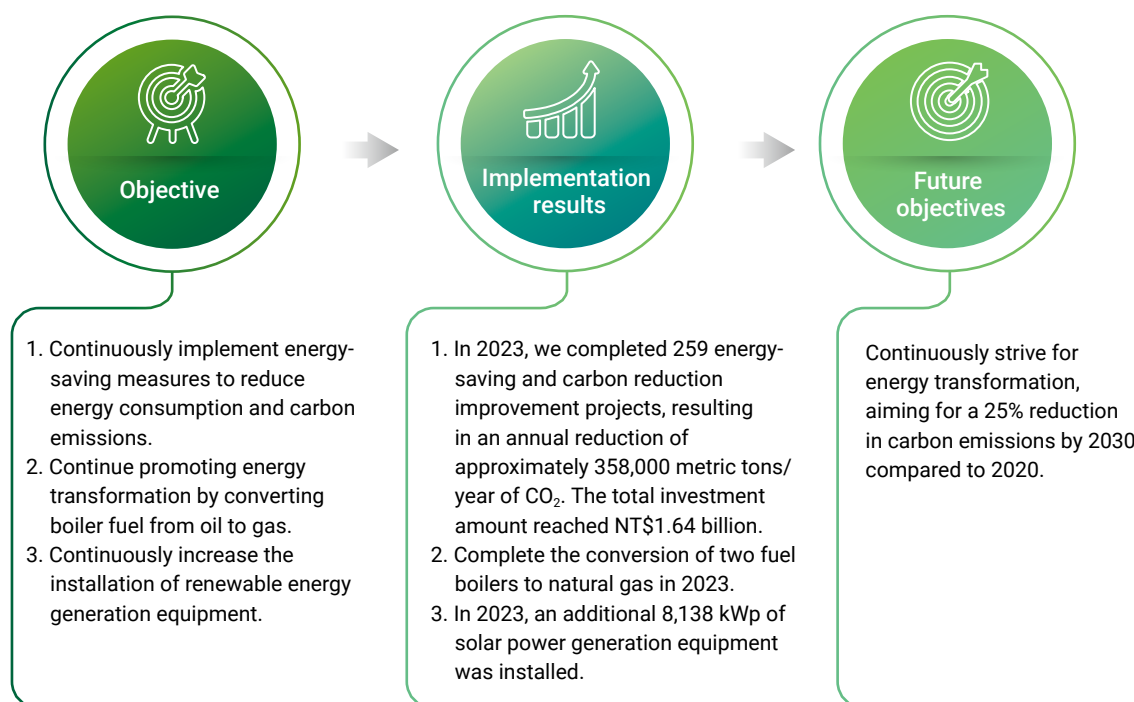 Objective
Implementation
results
Future
objectives
1. Continuously implement energy-
saving measures to reduce
energy consumption and carbon
emissions.
2. Continue promoting energy
transformation by converting
boiler fuel from oil to gas.
3. Continuously increase the
installation of renewable energy
generation equipment.
1. In 2023, we completed 259 energy-
saving and carbon reduction
improvement projects, resulting
in an annual reduction of
approximately 358,000 metric tons/
year of CO₂. The total investment
amount reached NT$1.64 billion.
2. Complete the conversion of two fuel
boilers to natural gas in 2023.
3. In 2023, an additional 8,138 kWp of
solar power generation equipment
was installed.
Continuously strive for
energy transformation,
aiming for a 25% reduction
in carbon emissions by 2030
compared to 2020.